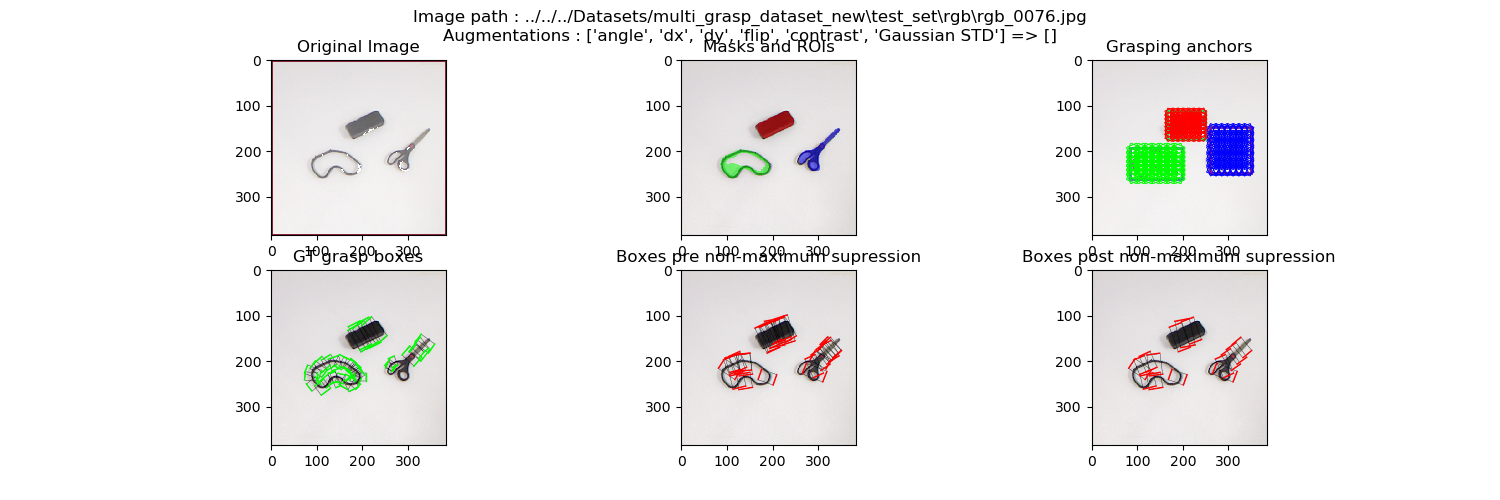 Image path : ../../../Datasets/multi_grasp_dataset_new\test_set\rgb\rgb_0076.jpg
Augmentations : ['angle', 'dx', 'dy', 'flip', 'contrast', 'Gaussian STD'] => []
Original Image
Masks and ROIs
Grasping anchors
0
100
200
300
0 100 200 300
0
100
200
300
0 100 200 300
0
100
200
300
0 100 200 300
GT grasp boxes
Boxes pre non-maximum supression
Boxes post non-maximum supression
0
100
200
300
0 100 200 300
0
100
200
300
0 100 200 300
0
100
200
300
0 100 200 300